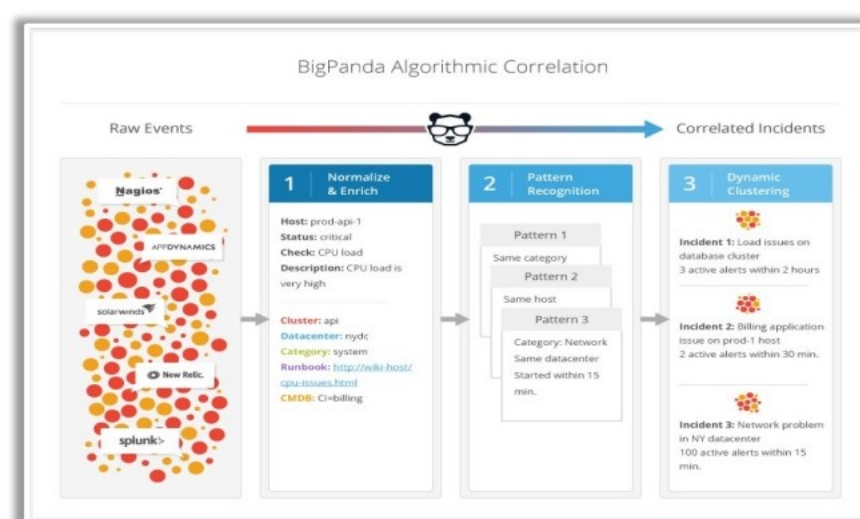 BigPanda Algorithmic Correlation
Raw Events
Correlated Incidents
Nagios®
APPDYNAMICS
solarwinds
New Relic.
splunk>
1 Normalize
& Enrich
Host: prod-api-1
Status: critical
Check: CPU load
Description: CPU load is
very high
Cluster: api
Datacenter: nydc
Category: system
Runbook: http://wiki-host/
cpu-issues.html
CMDB: CI=billing
2 Pattern
Recognition
Pattern 1
Same category
Pattern 2
Same host
Pattern 3
Category: Network
Same datacenter
Started within 15
min.
3 Dynamic
Clustering
Incident 1: Load issues on
database cluster
3 active alerts within 2 hours
Incident 2: Billing application
issue on prod-1 host
2 active alerts within 30 min.
Incident 3: Network problem
in NY datacenter
100 active alerts within 15
min.